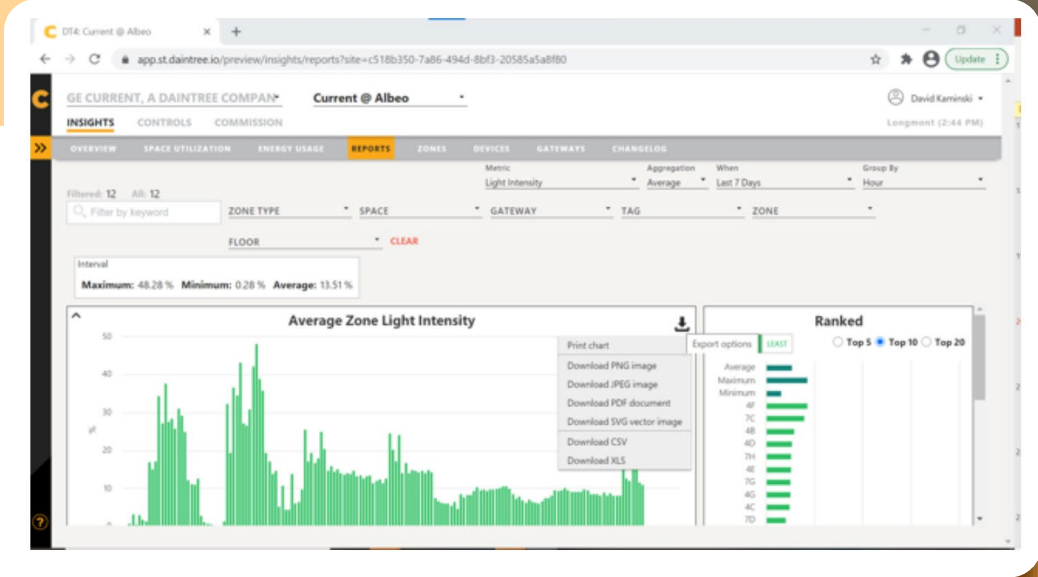 DT4: Current @ Albeo
app.st.daintree.io/preview/insights/reports?site=c518b350-7a86-494d-8bf3-20585a5a8f80
Update
GE CURRENT, A DAINTREE COMPAN
Current @ Albeo
David Kaminski
INSIGHTS CONTROLS COMMISSION
Longmont (2:44 PM)
OVERVIEW SPACE UTILIZATION ENERGY USAGE REPORTS ZONES DEVICES GATEWAYS CHANGELOG
Metric Aggregation When Group By
Light Intensity Average Last 7 Days Hour
Filtered: 12 All: 12
Filter by keyword ZONE TYPE SPACE GATEWAY TAG ZONE
FLOOR CLEAR
Interval
Maximum: 48.28 % Minimum: 0.28 % Average: 13.51 %
Average Zone Light Intensity
50
40
30
%
20
10
0
Print chart
Download PNG image
Download JPEG image
Download PDF document
Download SVG vector image
Download CSV
Download XLS
Export options
LEAST
Ranked
Top 5 Top 10 Top 20
Average
Maximum
Minimum
4F
7C
4B
4D
7H
4E
7G
4G
4C
7D
?